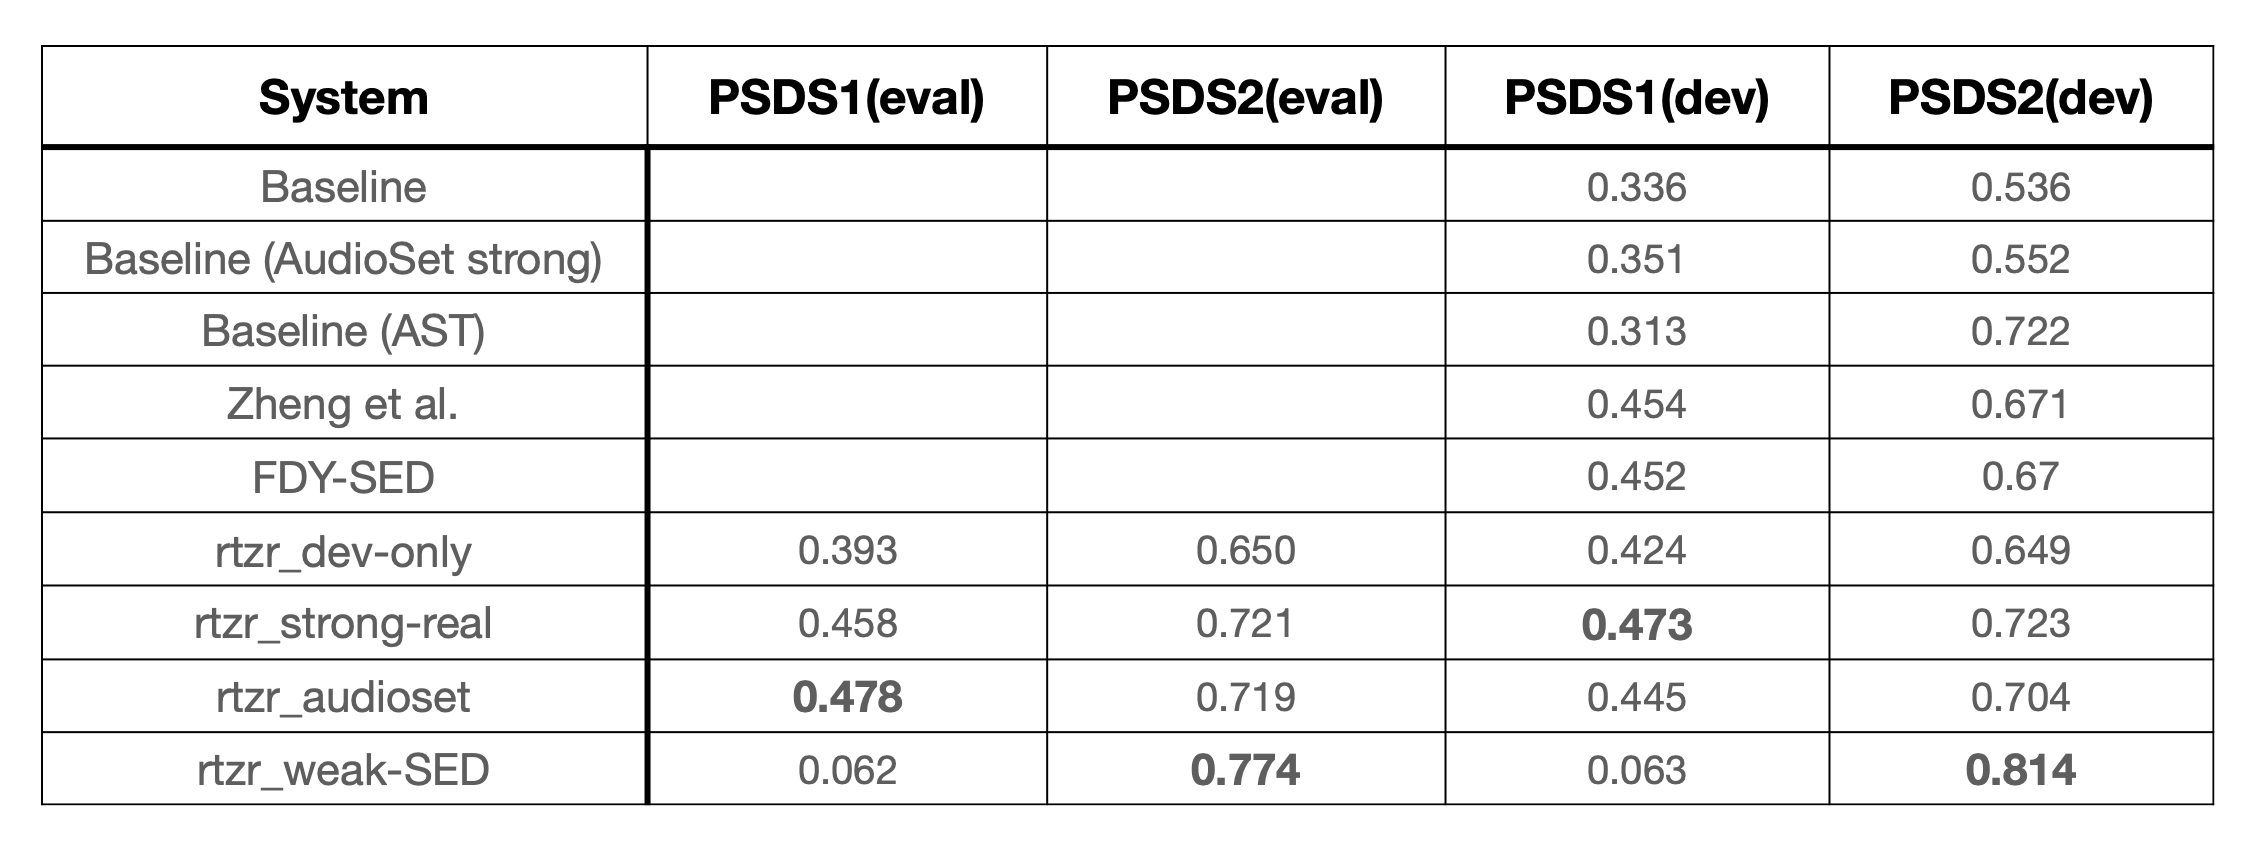 System PSDS1(eval) PSDS2(eval) PSDS1(dev) PSDS2(dev)
Baseline 0.336 0.536
Baseline (AudioSet strong) 0.351 0.552
Baseline (AST) 0.313 0.722
Zheng et al. 0.454 0.671
FDY-SED 0.452 0.67
rtzr_dev-only 0.393 0.650 0.424 0.649
rtzr_strong-real 0.458 0.721 0.473 0.723
rtzr_audioset 0.478 0.719 0.445 0.704
rtzr_weak-SED 0.062 0.774 0.063 0.814